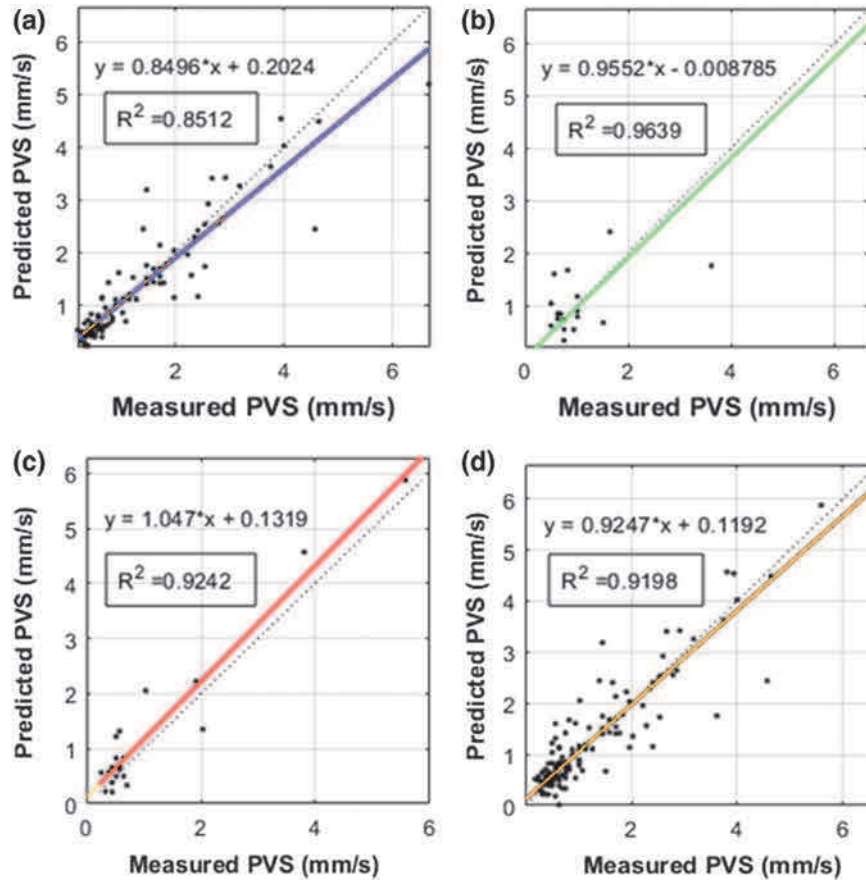 (a)
y = 0.8496*x + 0.2024
R2 =0.8512
Predicted PVS (mm/s)
6
5
4
3
2
1
2
4
6
Measured PVS (mm/s)
(b)
y = 0.9552*x - 0.008785
R2 =0.9639
Predicted PVS (mm/s)
6
5
4
3
2
1
0
2
4
6
Measured PVS (mm/s)
(c)
y = 1.047*x + 0.1319
R2 =0.9242
Predicted PVS (mm/s)
6
5
4
3
2
1
0
0
2
4
6
Measured PVS (mm/s)
(d)
y = 0.9247*x + 0.1192
R2 =0.9198
Predicted PVS (mm/s)
6
5
4
3
2
1
0
2
4
6
Measured PVS (mm/s)